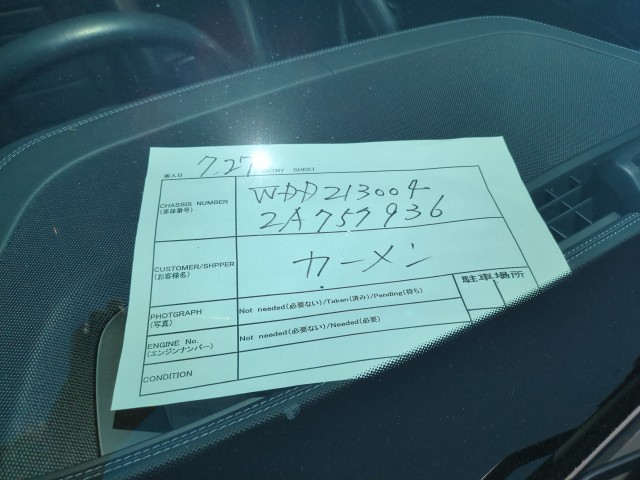 搬入日 7.27 ENTRY SHEET
CHASSIS NUMBER
(車体番号)
WDD213004
2A757936
CUSTOMER/SHPPER
(お客様名)
カーメン
PHOTGRAPH
(写真)
Not needed(必要ない)/Taken(済み)/Pending(待ち)
駐車場所
ENGINE No.
(エンジンナンバー)
Not needed(必要ない)/Needed(必要)
CONDITION